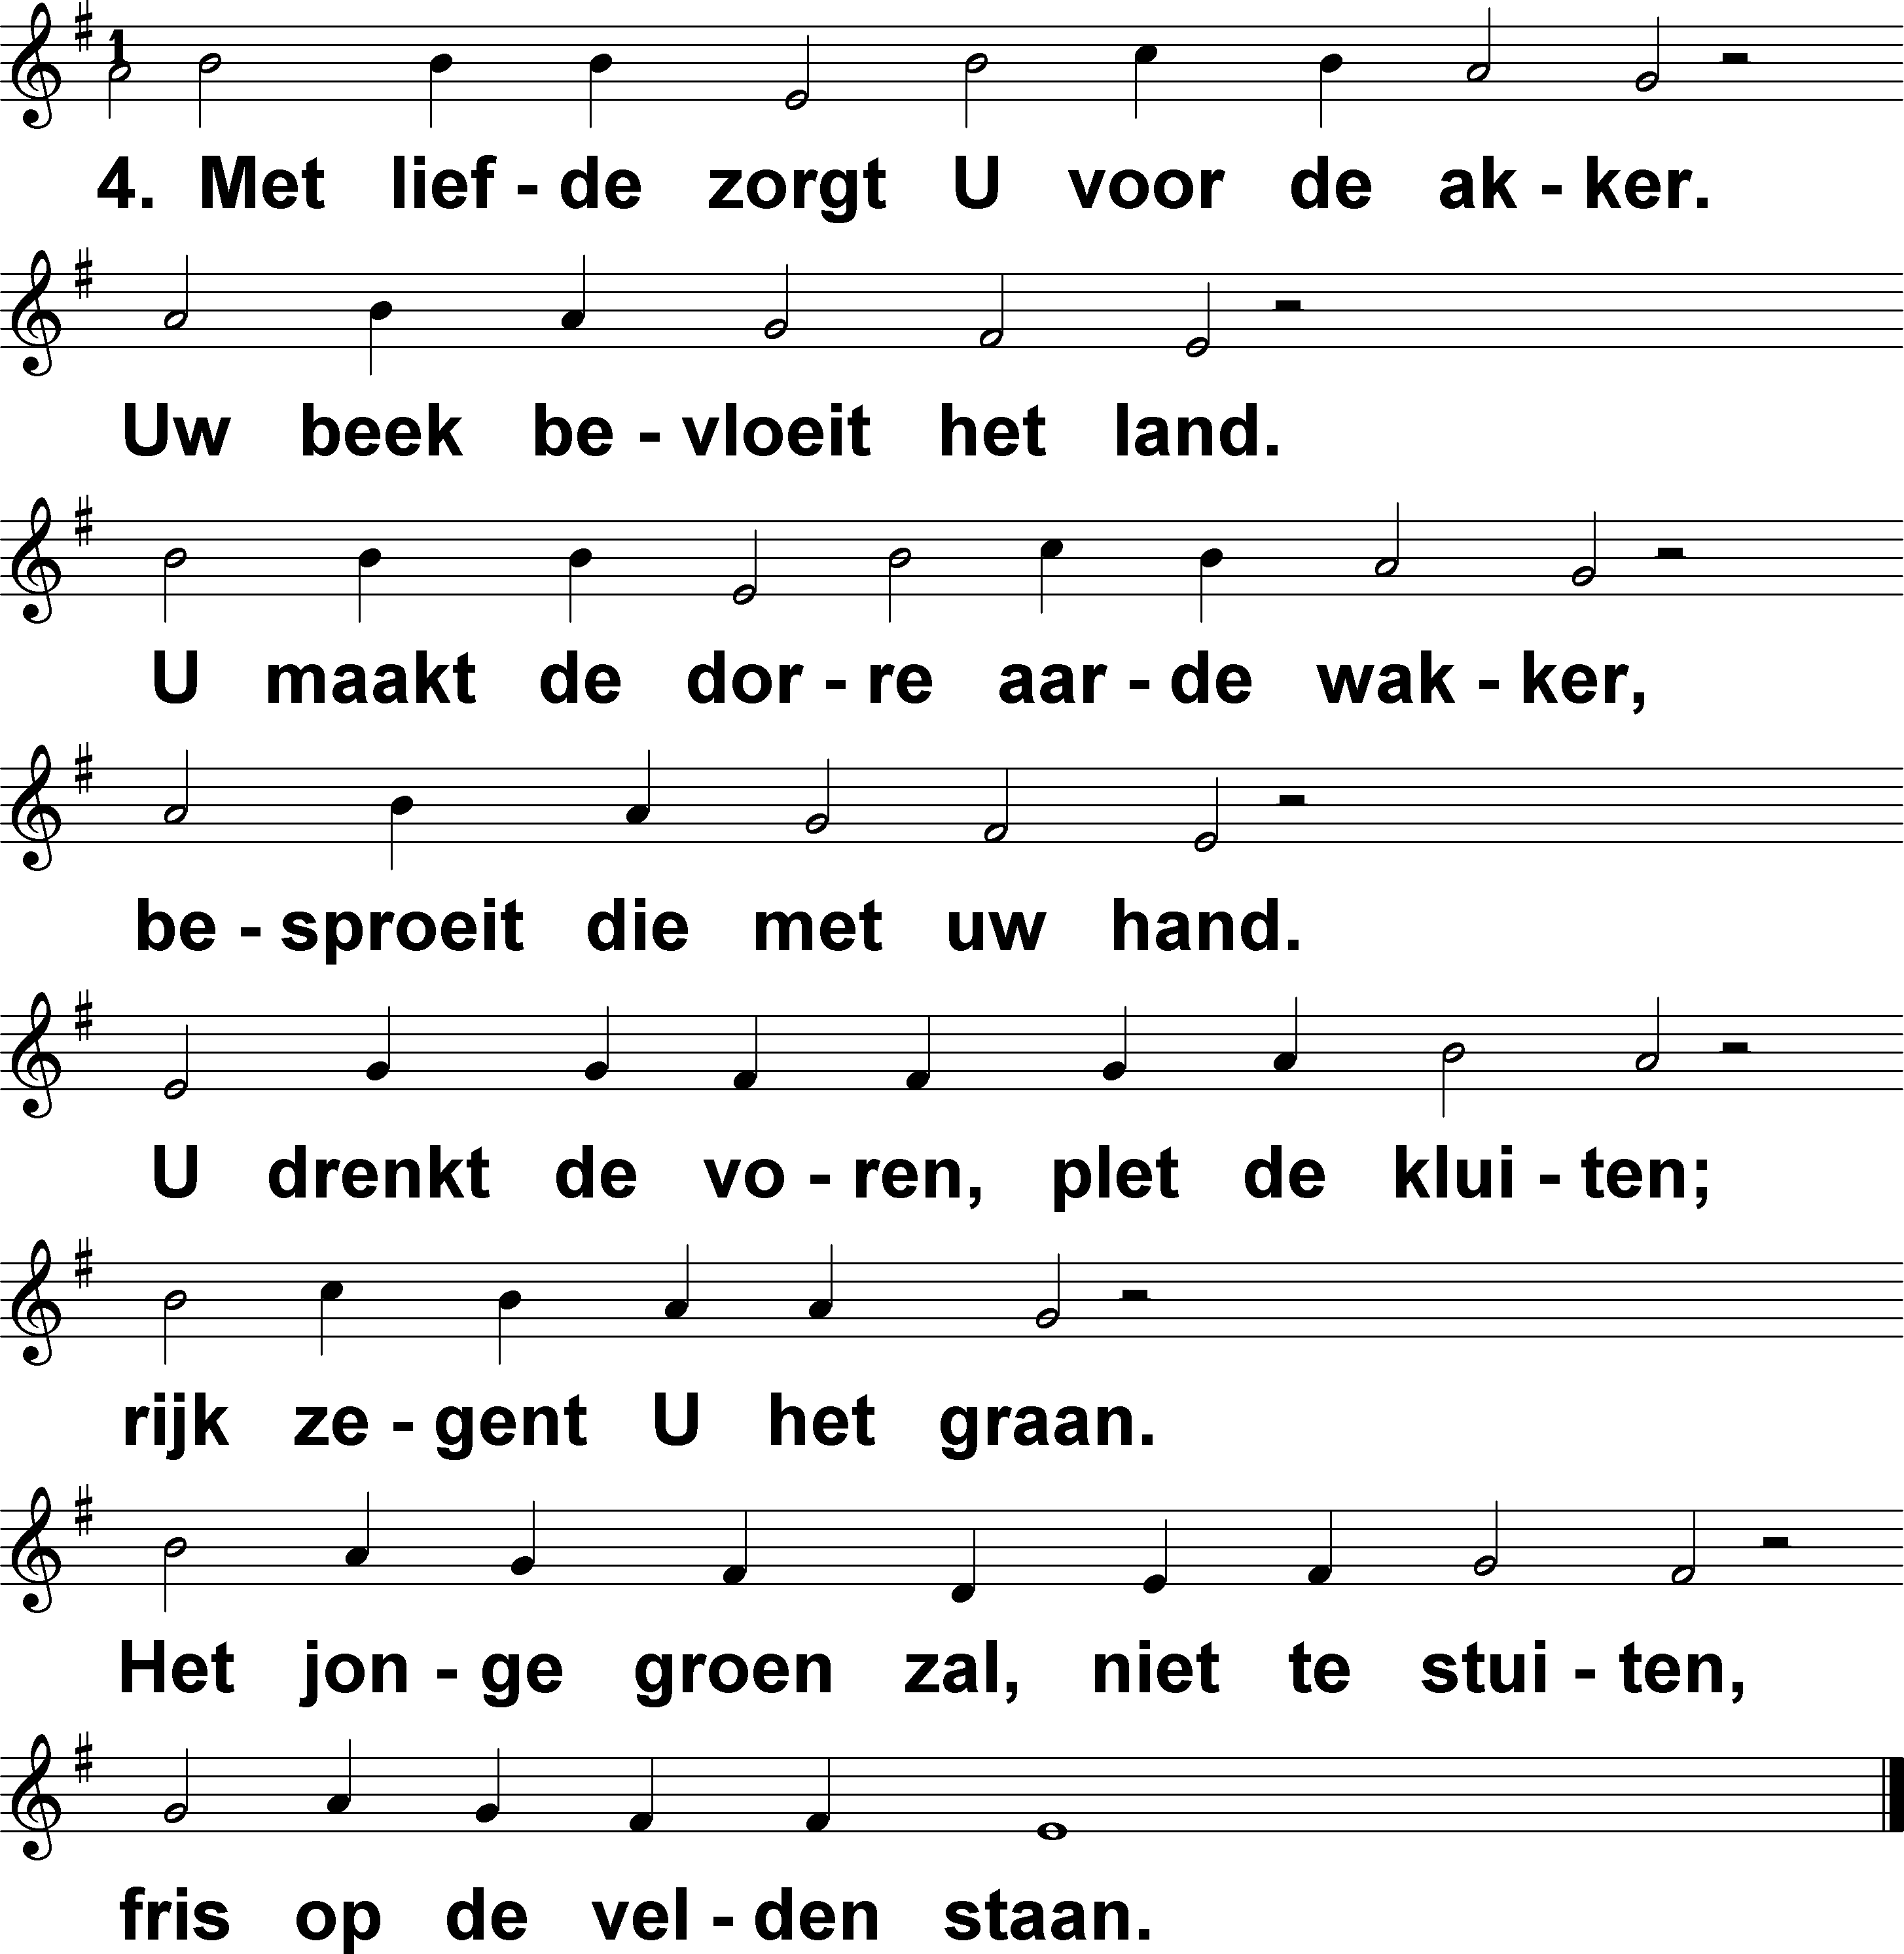 1
4. Met lief - de zorgt U voor de ak - ker.
Uw beek be - vloeit het land.
U maakt de dor - re aar - de wak - ker,
be - sproeit die met uw hand.
U drenkt de vo - ren, plet de klui - ten;
rijk ze - gent U het graan.
Het jon - ge groen zal, niet te stui - ten,
fris op de vel - den staan.